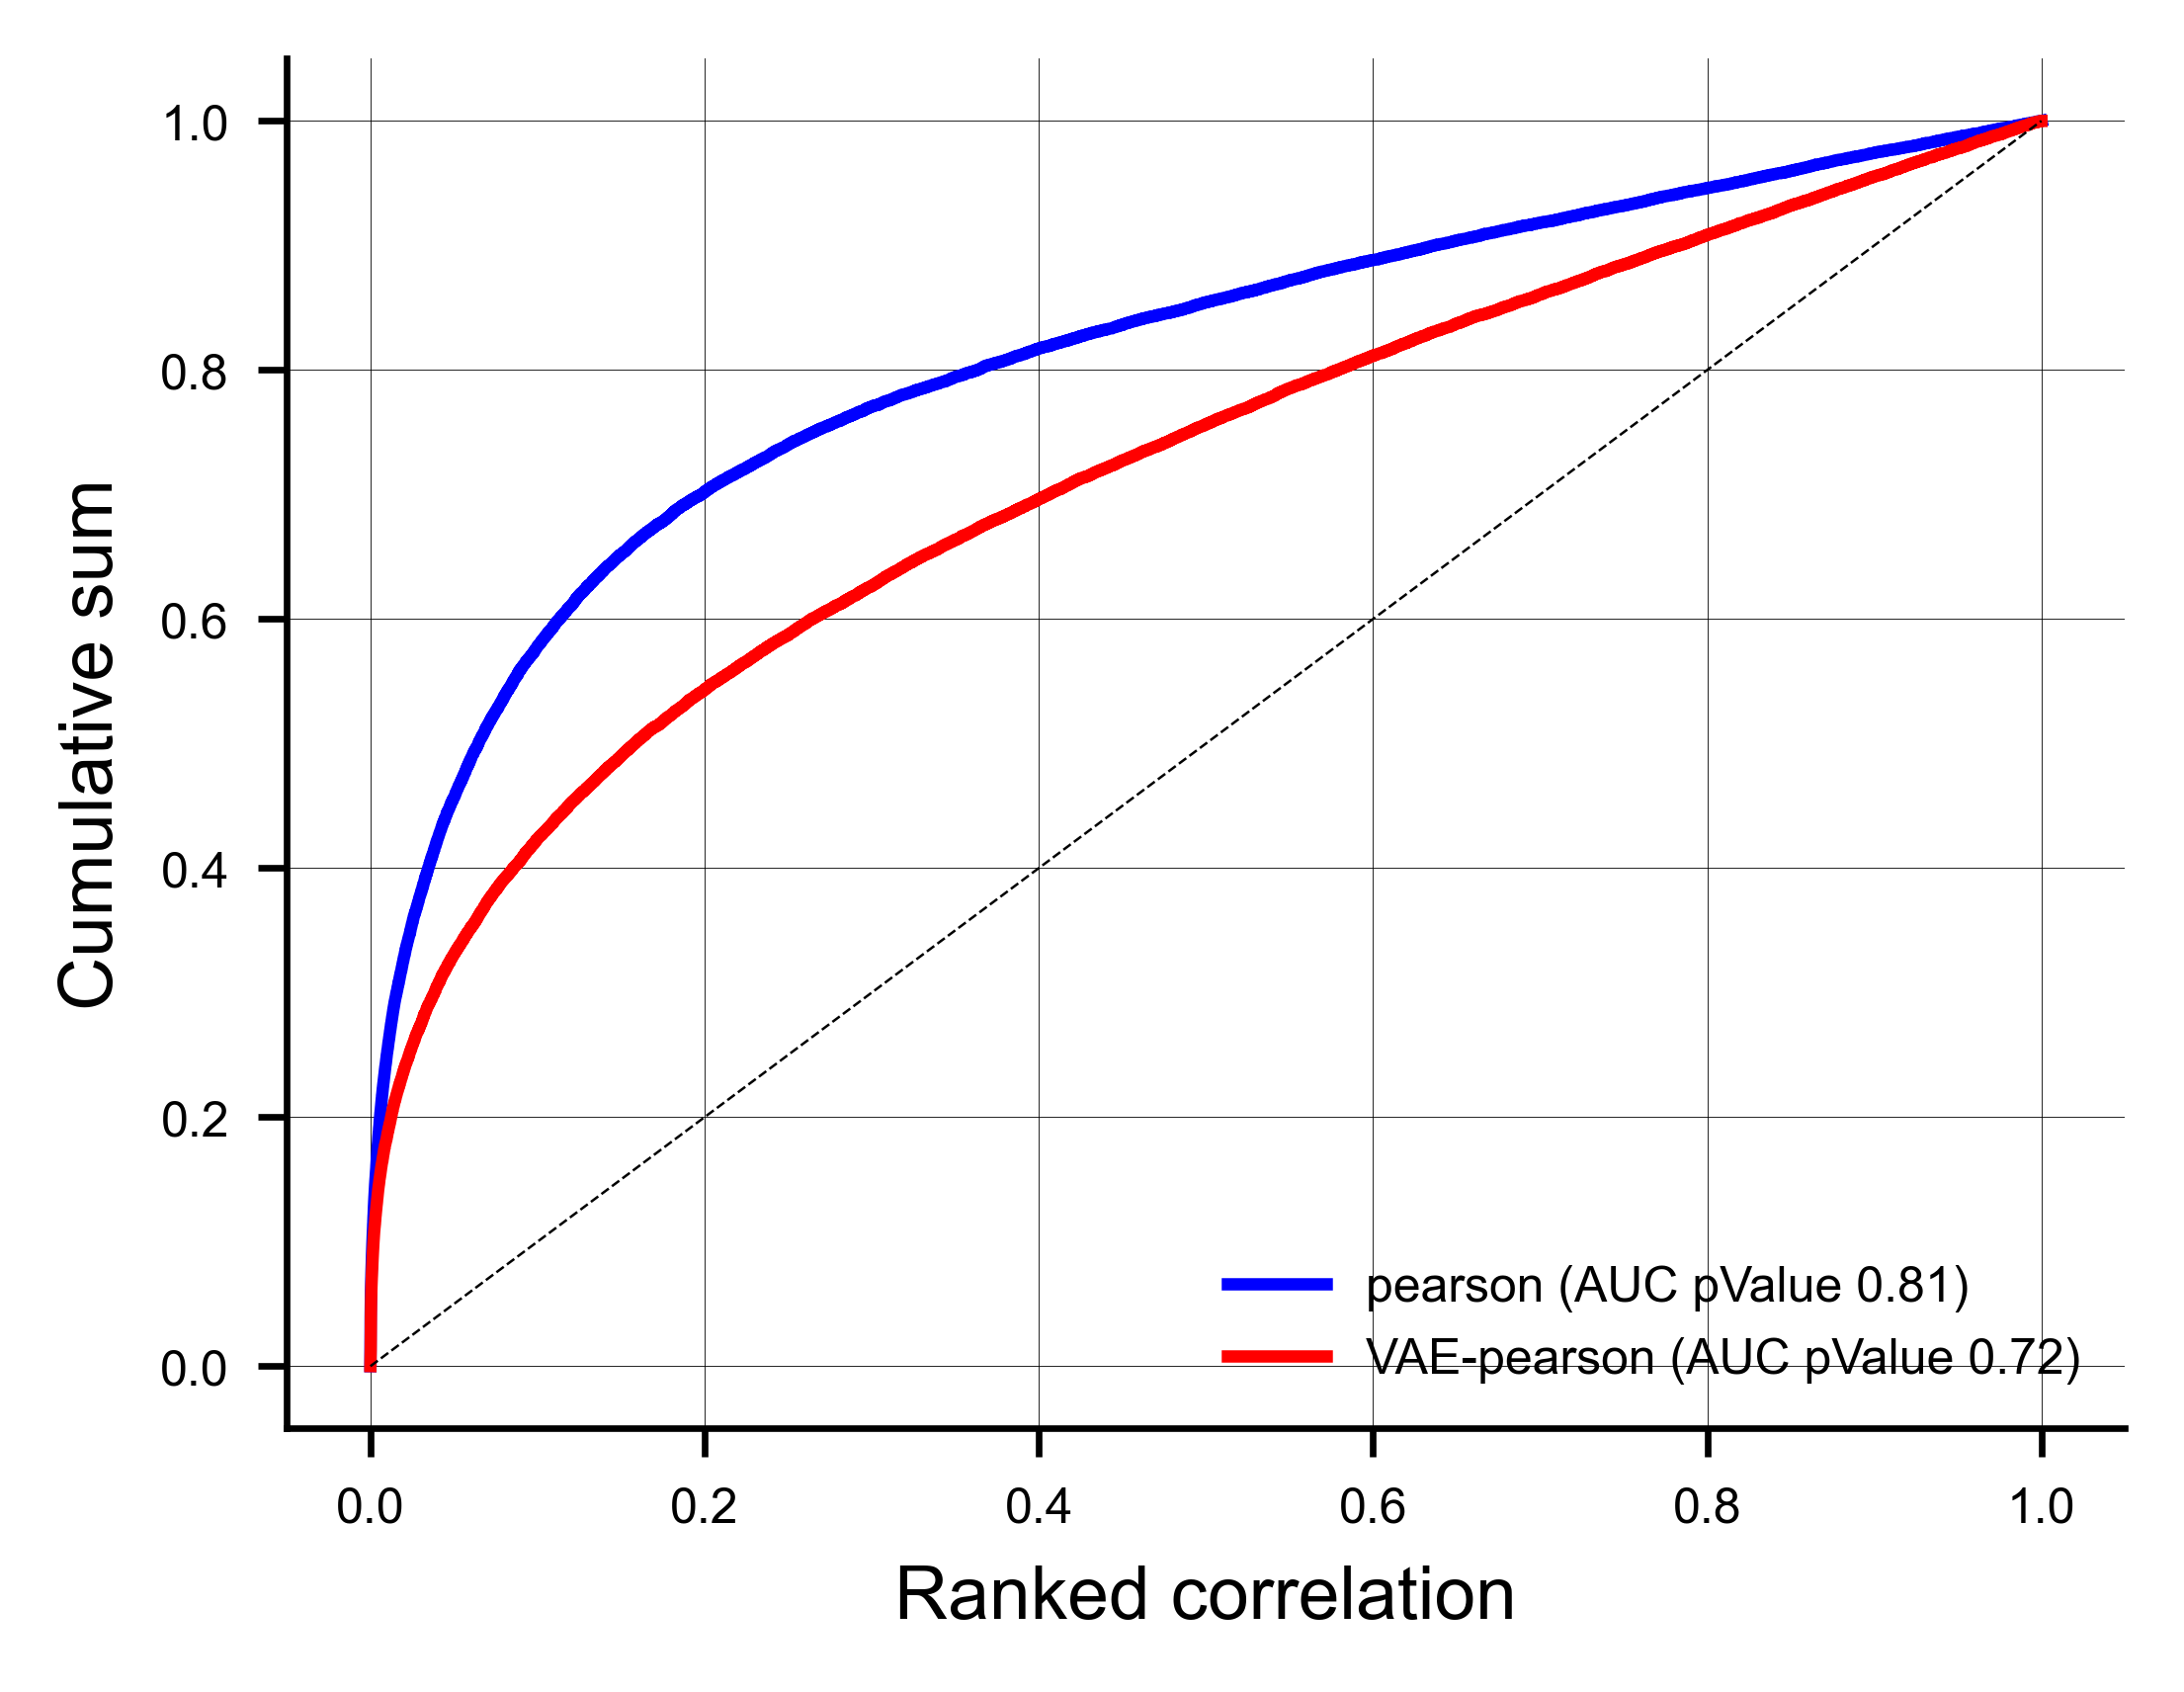 1.0
0.8
0.6
0.4
0.2
0.0
Cumulative sum
pearson (AUC pValue 0.81)
VAE-pearson (AUC pValue 0.72)
0.0 0.2 0.4 0.6 0.8 1.0
Ranked correlation